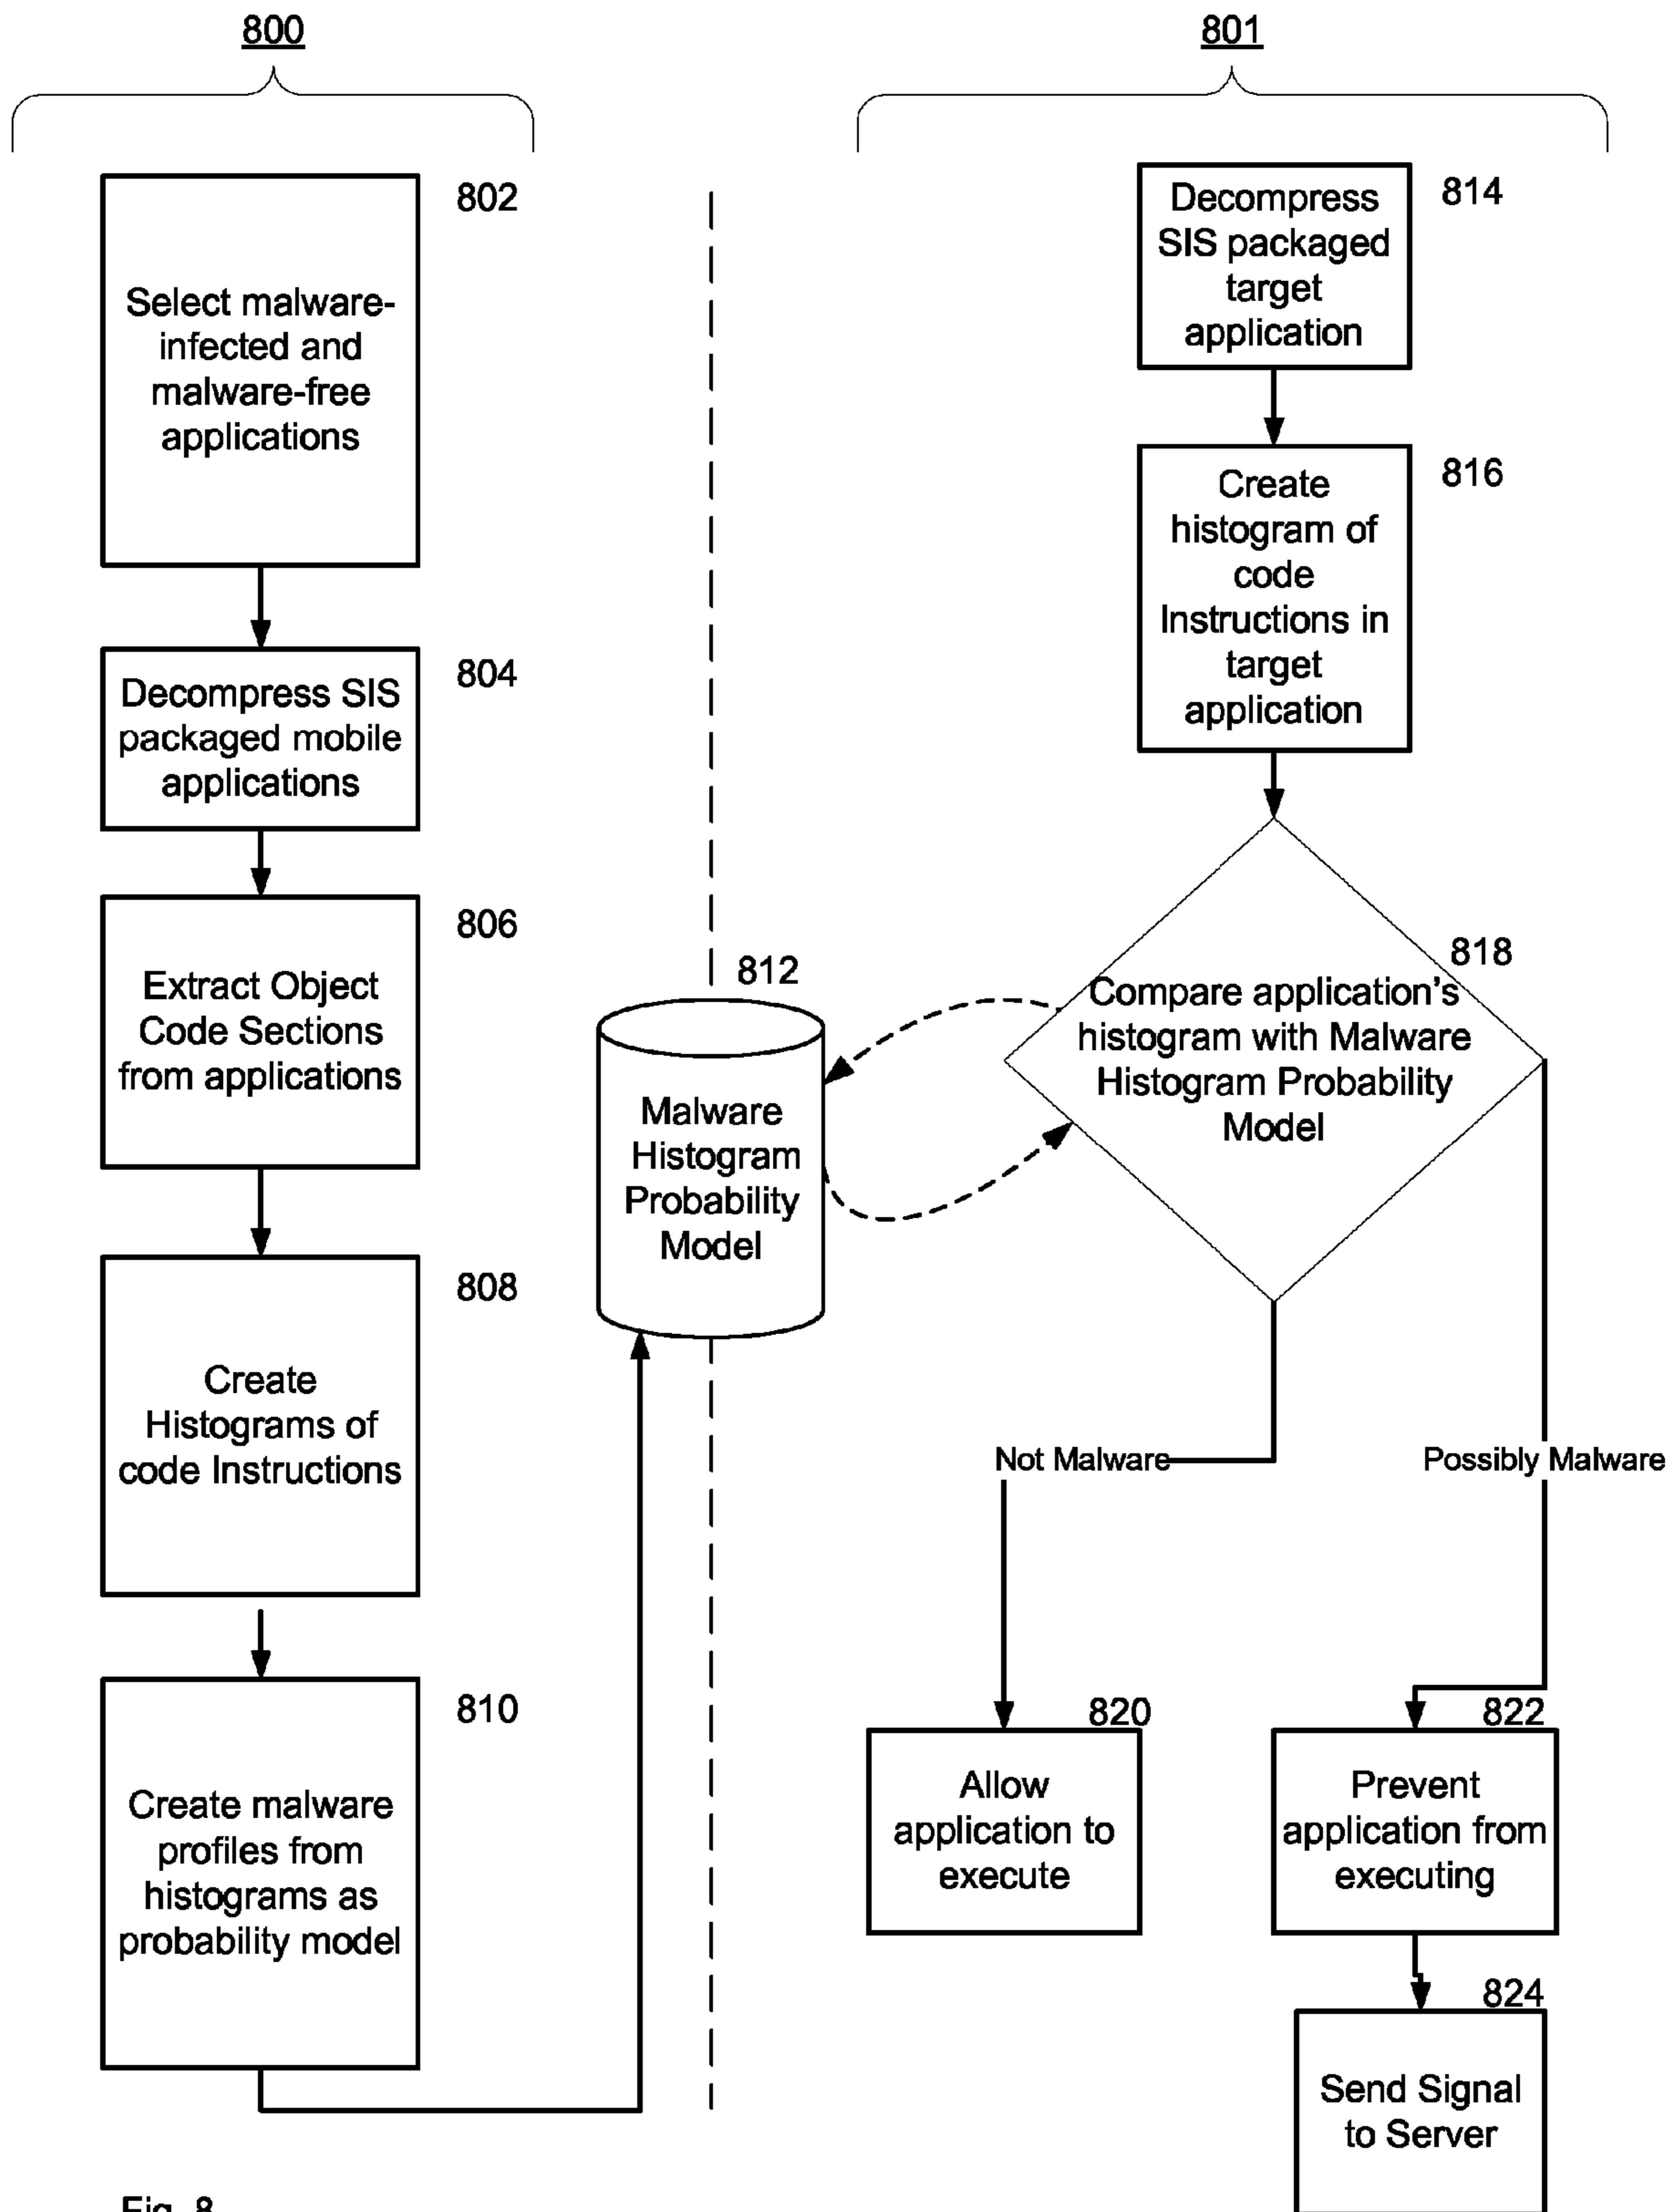 800
802
Select malware-
infected and
malware-free
applications
804
Decompress SIS
packaged mobile
applications
806
Extract Object
Code Sections
from applications
808
Create
Histograms of
code Instructions
810
Create malware
profiles from
histograms as
probability model
812
Malware
Histogram
Probability
Model
801
814
Decompress
SIS packaged
target
application
816
Create
histogram of
code
Instructions in
target
application
818
Compare application's
histogram with Malware
Histogram Probability
Model
Not Malware
Possibly Malware
820
Allow
application to
execute
822
Prevent
application from
executing
824
Send Signal
to Server
Fig. 8